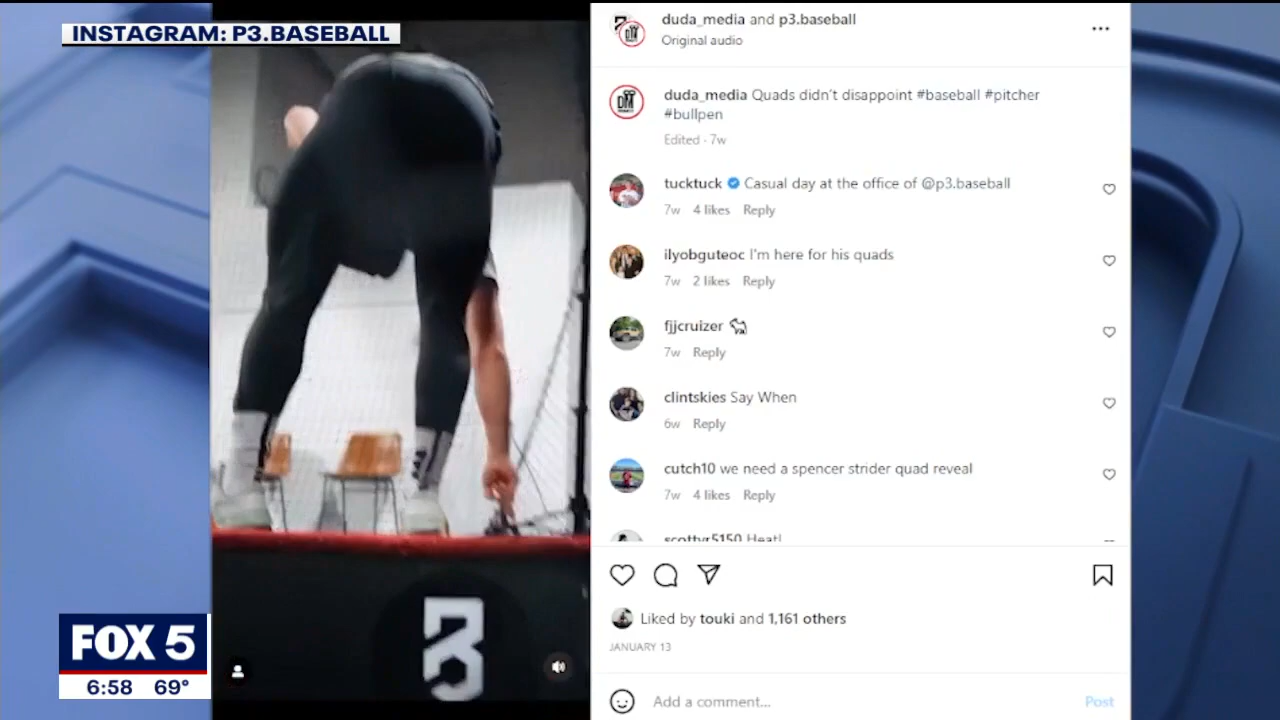 INSTAGRAM: P3.BASEBALL
duda_media and p3.baseball
Original audio
duda_media Quads didn't disappoint #baseball #pitcher
#bullpen
Edited · 7w
tucktuck Casual day at the office of @p3.baseball
7w 4 likes Reply
ilyobguteoc I'm here for his quads
7w 2 likes Reply
fjjcruizer
7w Reply
clintskies Say When
6w Reply
cutch10 we need a spencer strider quad reveal
7w 4 likes Reply
scottyr5150 Heat!
Liked by touki and 1,161 others
JANUARY 13
Add a comment... Post
FOX 5
6:58 69°